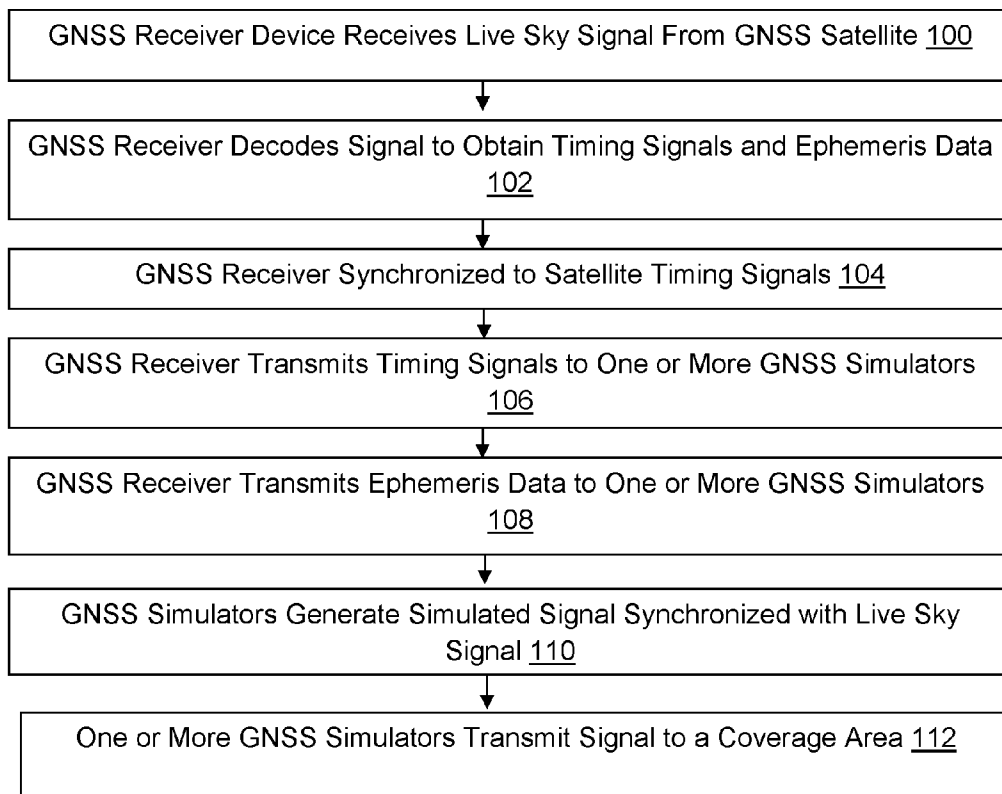 GNSS Receiver Device Receives Live Sky Signal From GNSS Satellite 100
GNSS Receiver Decodes Signal to Obtain Timing Signals and Ephemeris Data
102
GNSS Receiver Synchronized to Satellite Timing Signals 104
GNSS Receiver Transmits Timing Signals to One or More GNSS Simulators
106
GNSS Receiver Transmits Ephemeris Data to One or More GNSS Simulators
108
GNSS Simulators Generate Simulated Signal Synchronized with Live Sky
Signal 110
One or More GNSS Simulators Transmit Signal to a Coverage Area 112